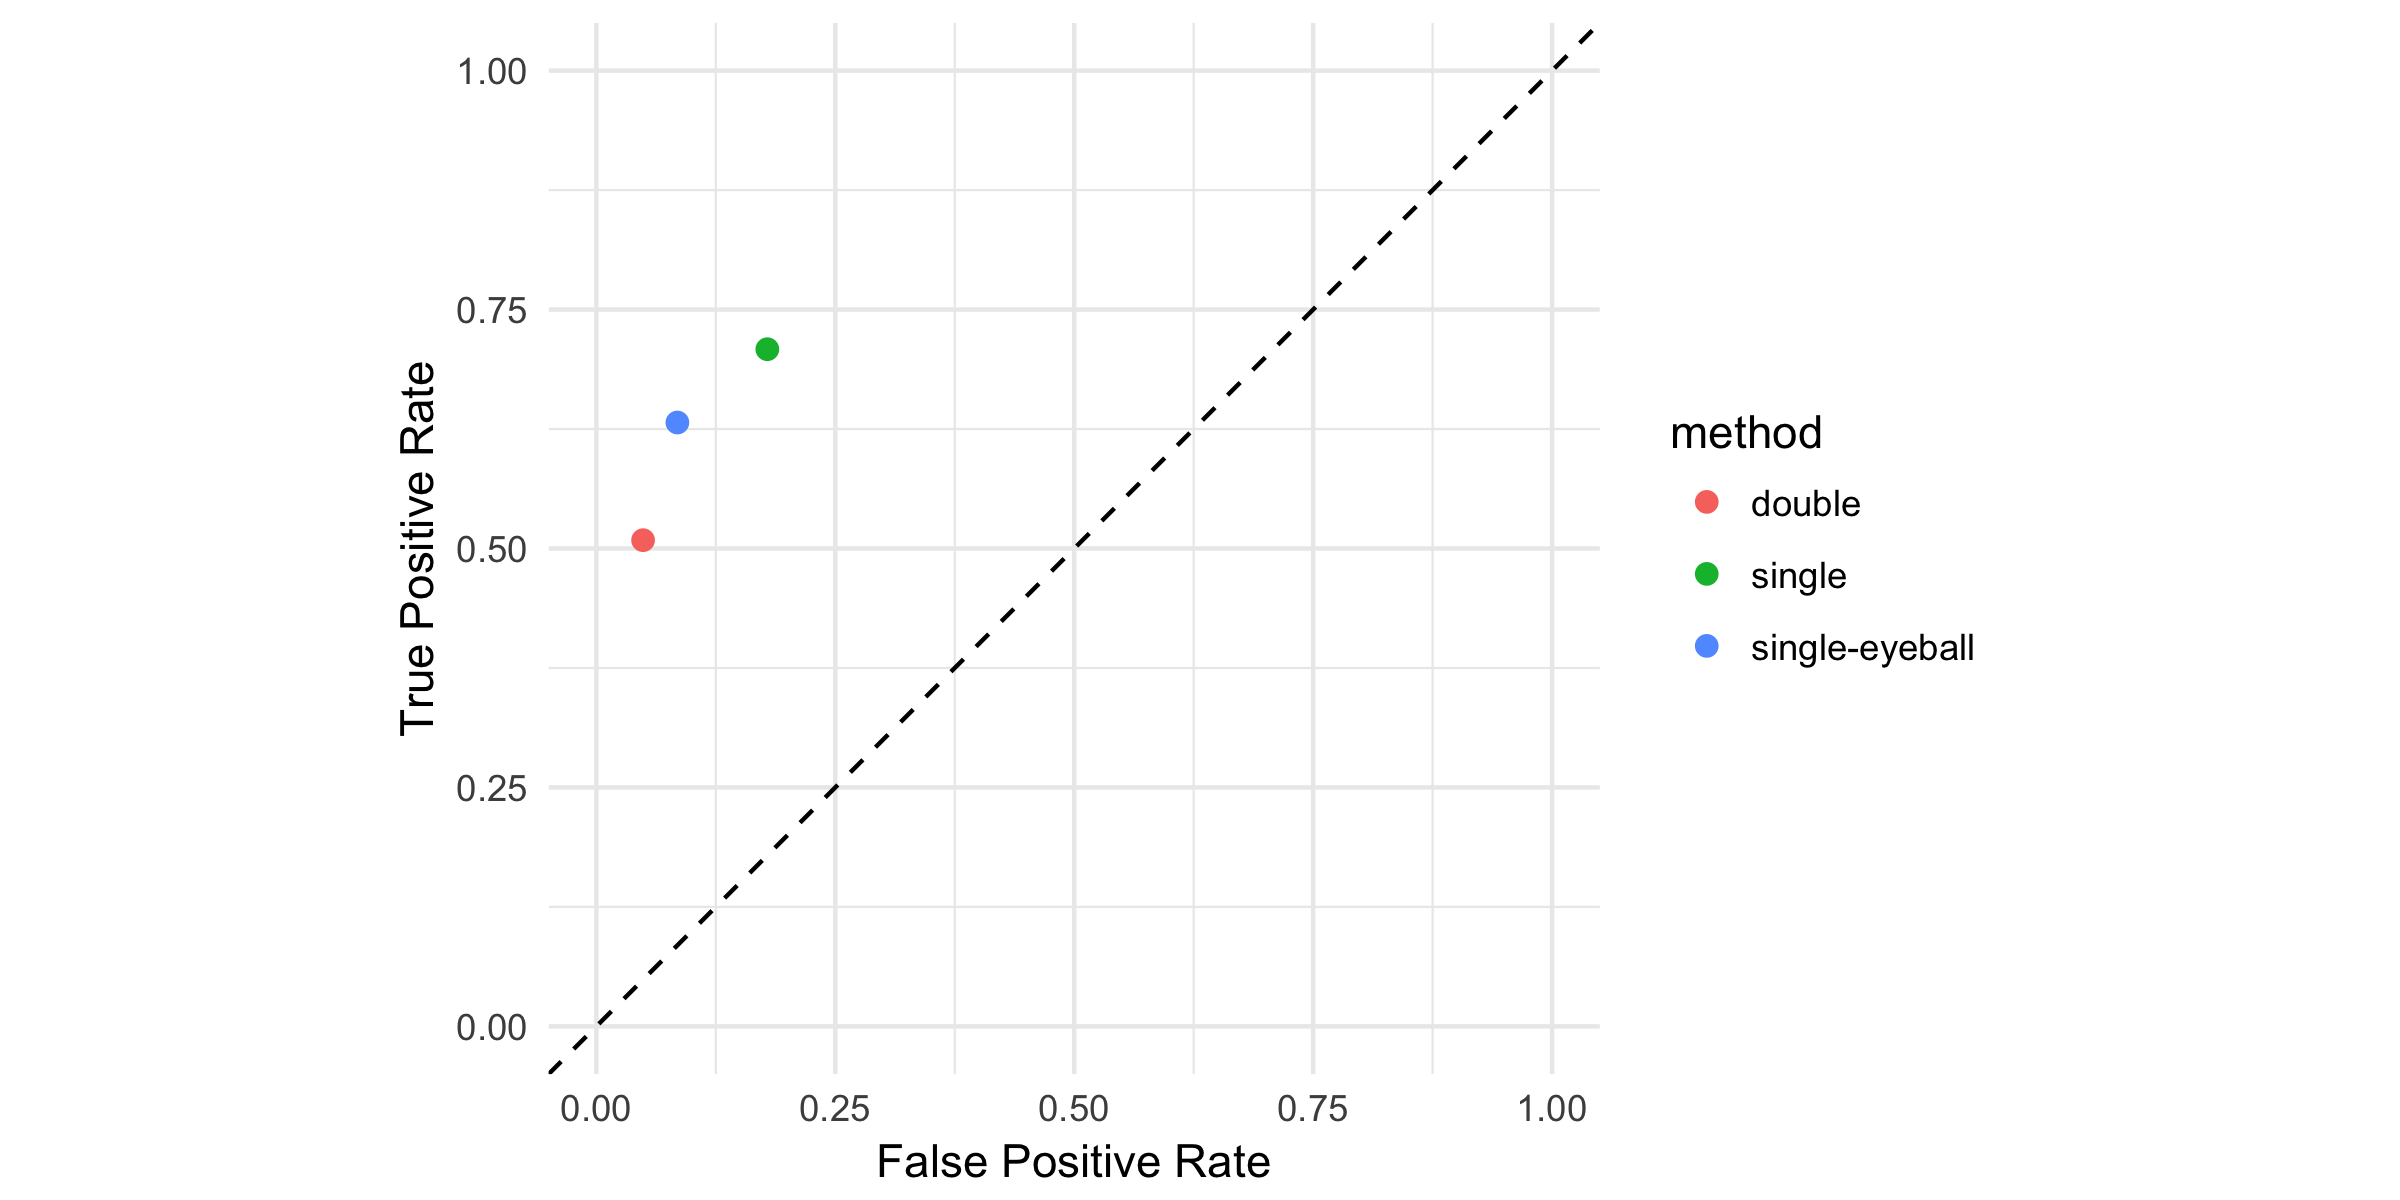 1.00
0.75
0.50
0.25
0.00
True Positive Rate
0.00 0.25 0.50 0.75 1.00
False Positive Rate
method
double
single
single-eyeball